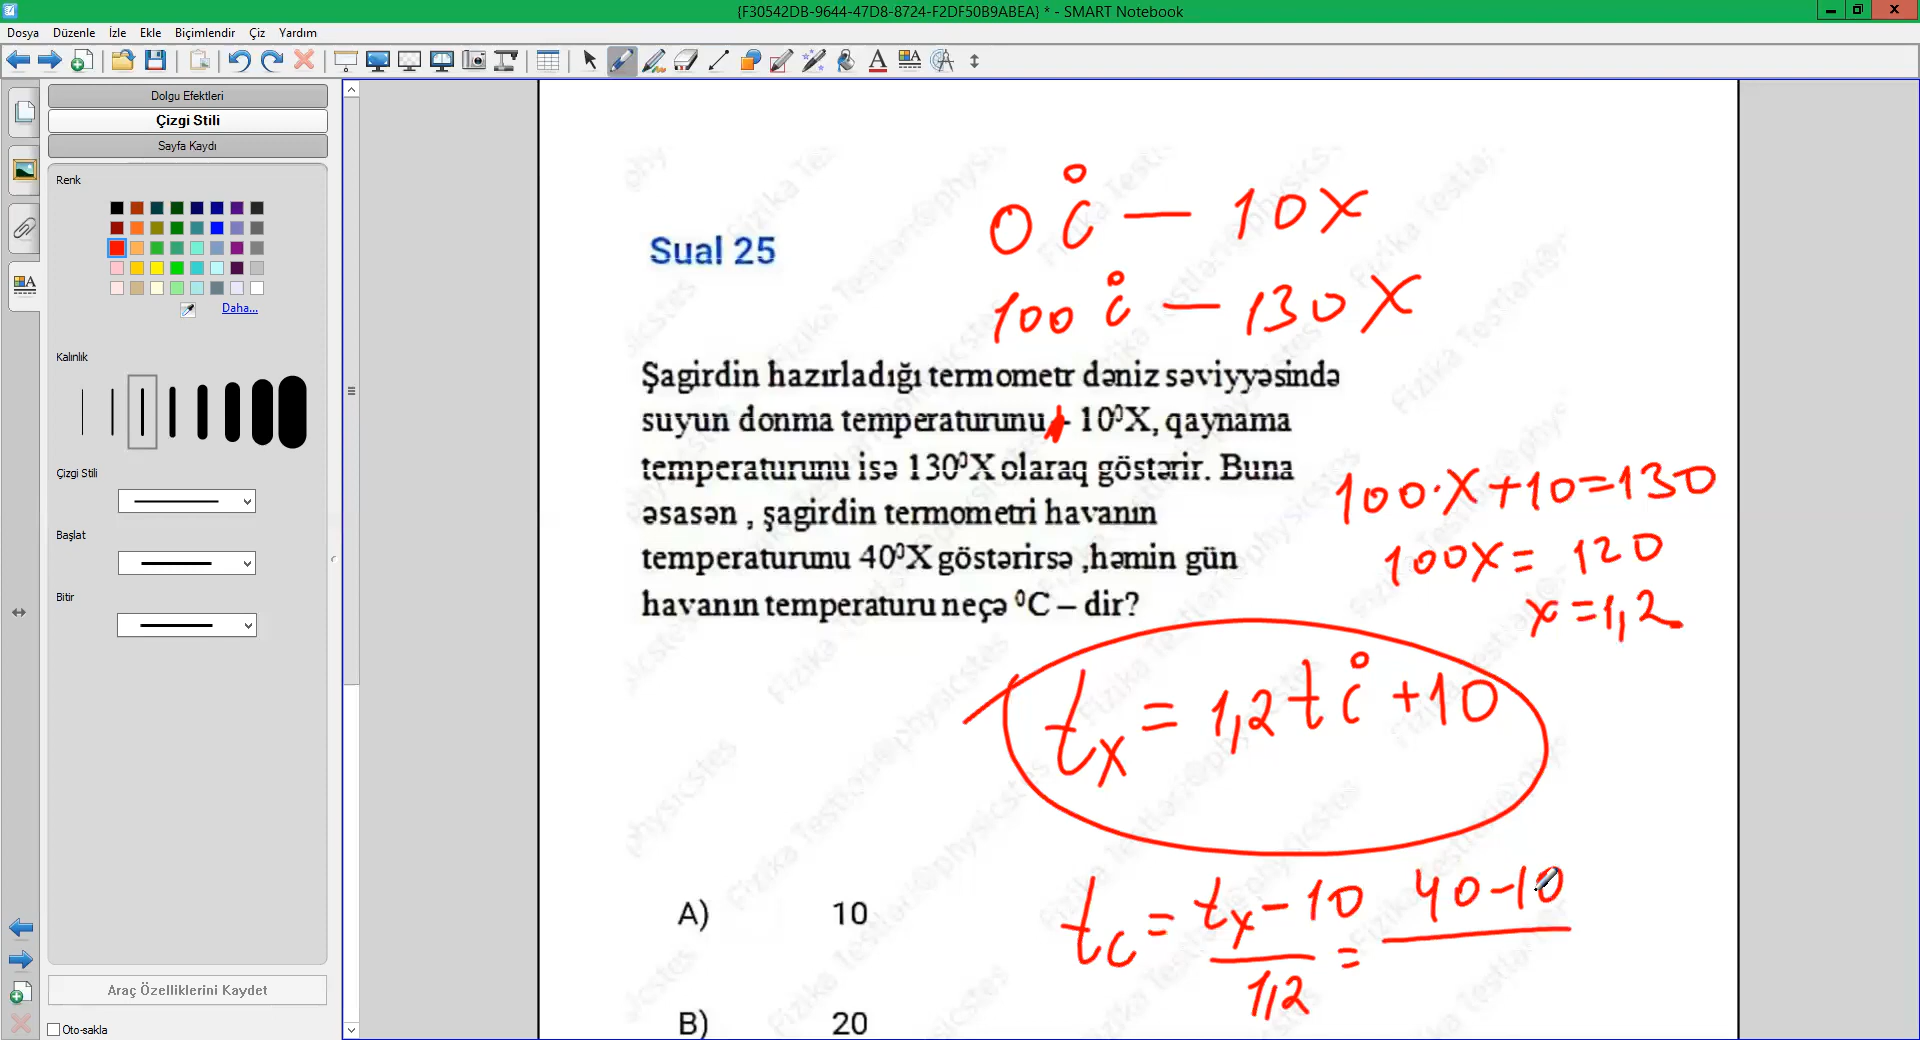 {F30542DB-9644-47D8-8724-F2DF50B9ABEA} * - SMART Notebook
Dosya Düzenle İzle Ekle Biçimlendir Çiz Yardım
Dolgu Efektleri
Çizgi Stili
Sayfa Kaydı
Renk
Daha...
Kalınlık
Çizgi Stili
Başlat
Bitir
Araç Özelliklerini Kaydet
Oto-sakla
0 °C — 10X
Sual 25
100 °C — 130X
Şagirdin hazırladığı termometr dəniz səviyyəsində
suyun donma temperaturunu - 10⁰X, qaynama
temperaturunu isə 130⁰X olaraq göstərir. Buna
əsasən , şagirdin termometri havanın
temperaturunu 40⁰X göstərirsə ,həmin gün
havanın temperaturu neçə ⁰C – dir?
100·X+10=130
100X= 120
x=1,2
tx = 1,2 t°C +10
tc = tx-10 / 1,2 = 40-10
A) 10
B) 20